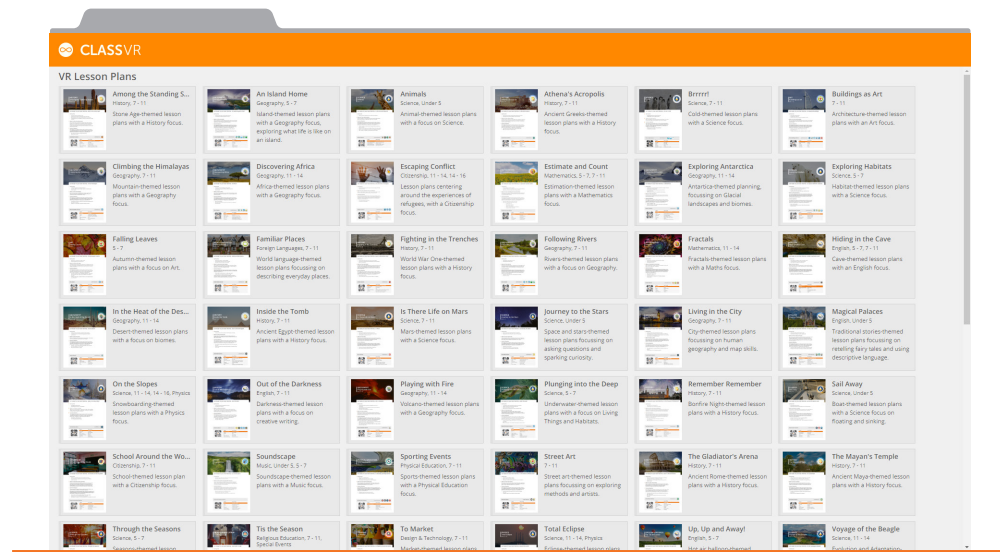 CLASSVR
VR Lesson Plans
Among the Standing S...
History, 7 - 11
Stone Age-themed lesson
plans with a History focus.
An Island Home
Geography, 5 - 7
Island-themed lesson plans
with a Geography focus,
exploring what life is like on
an island.
Animals
Science, Under 5
Animal-themed lesson plans
with a focus on Science.
Athena's Acropolis
History, 7 - 11
Ancient Greeks-themed
lesson plans with a History
focus.
Brrrr!
Science, 7 - 11
Cold-themed lesson plans
with a Science focus.
Buildings as Art
7 - 11
Architecture-themed lesson
plans with an Art focus.
Climbing the Himalayas
Geography, 7 - 11
Mountain-themed lesson
plans with a Geography
focus.
Discovering Africa
Geography, 11 - 14
Africa-themed lesson plans
with a Geography focus.
Escaping Conflict
Citizenship, 11 - 14, 14 - 16
Lesson plans centering
around the experiences of
refugees, with a Citizenship
focus.
Estimate and Count
Mathematics, 5 - 7, 7 - 11
Estimation-themed lesson
plans with a Mathematics
focus.
Exploring Antarctica
Geography, 11 - 14
Antartica-themed planning,
focussing on Glacial
landscapes and biomes.
Exploring Habitats
Science, 5 - 7
Habitat-themed lesson plans
with a Science focus.
Falling Leaves
5 - 7
Autumn-themed lesson
plans with a focus on Art.
Familiar Places
Foreign Languages, 7 - 11
World language-themed
lesson plans focussing on
describing everyday places.
Fighting in the Trenches
History, 7 - 11
World War One-themed
lesson plans with a History
focus.
Following Rivers
Geography, 7 - 11
Rivers-themed lesson plans
with a focus on Geography.
Fractals
Mathematics, 11 - 14
Fractals-themed lesson plans
with a Maths focus.
Hiding in the Cave
English, 5 - 7, 7 - 11
Cave-themed lesson plans
with an English focus.
In the Heat of the Des...
Geography, 11 - 14
Desert-themed lesson plans
with a focus on biomes.
Inside the Tomb
History, 7 - 11
Ancient Egypt-themed lesson
plans with a History focus.
Is There Life on Mars
Science, 7 - 11
Mars-themed lesson plans
with a Science focus.
Journey to the Stars
Science, Under 5
Space and stars-themed
lesson plans focussing on
asking questions and
sparking curiosity.
Living in the City
Geography, 7 - 11
City-themed lesson plans
focussing on human
geography and map skills.
Magical Palaces
English, Under 5
Traditional stories-themed
lesson plans focussing on
retelling fairy tales and using
descriptive language.
On the Slopes
Science, 11 - 14, 14 - 16, Physics
Snowboarding-themed
lesson plans with a Physics
focus.
Out of the Darkness
English, 7 - 11
Darkness-themed lesson
plans with a focus on
creative writing.
Playing with Fire
Geography, 11 - 14
Volcano-themed lesson plans
with a Geography focus.
Plunging into the Deep
Science, 5 - 7
Underwater-themed lesson
plans with a focus on Living
Things and Habitats.
Remember Remember
History, 7 - 11
Bonfire Night-themed lesson
plans with a History focus.
Sail Away
Science, Under 5
Boat-themed lesson plans
with a Science focus on
floating and sinking.
School Around the Wo...
Citizenship, 7 - 11
School-themed lesson plan
with a Citizenship focus.
Soundscape
Music, Under 5, 5 - 7
Soundscape-themed lesson
plans with a Music focus.
Sporting Events
Physical Education, 7 - 11
Sports-themed lesson plans
with a Physical Education
focus.
Street Art
7 - 11
Street art-themed lesson
plans focussing on exploring
methods and artists.
The Gladiator's Arena
History, 7 - 11
Ancient Rome-themed lesson
plans with a History focus.
The Mayan's Temple
History, 7 - 11
Ancient Maya-themed lesson
plans with a History focus.
Through the Seasons
Science, 5 - 7
Seasons-themed lesson
Tis the Season
Religious Education, 7 - 11,
Special Events
To Market
Design & Technology, 7 - 11
Market-themed lesson plans
Total Eclipse
Science, 11 - 14, Physics
Eclipse-themed lesson plans
Up, Up and Away!
English, 5 - 7
Hot air balloon-themed
Voyage of the Beagle
Science, 11 - 14
Evolution and Adaptation-